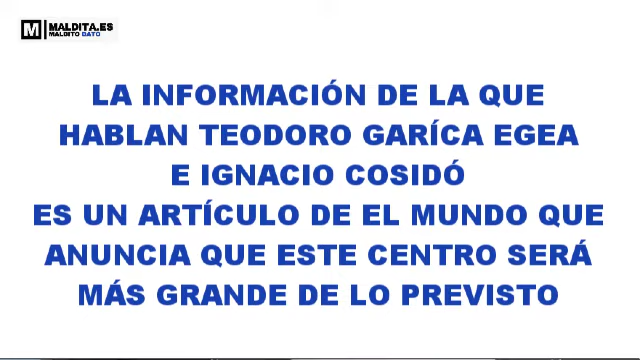 MALDITA.ES
MALDITO DATO
LA INFORMACIÓN DE LA QUE
HABLAN TEODORO GARÍCA EGEA
E IGNACIO COSIDÓ
ES UN ARTÍCULO DE EL MUNDO QUE
ANUNCIA QUE ESTE CENTRO SERÁ
MÁS GRANDE DE LO PREVISTO